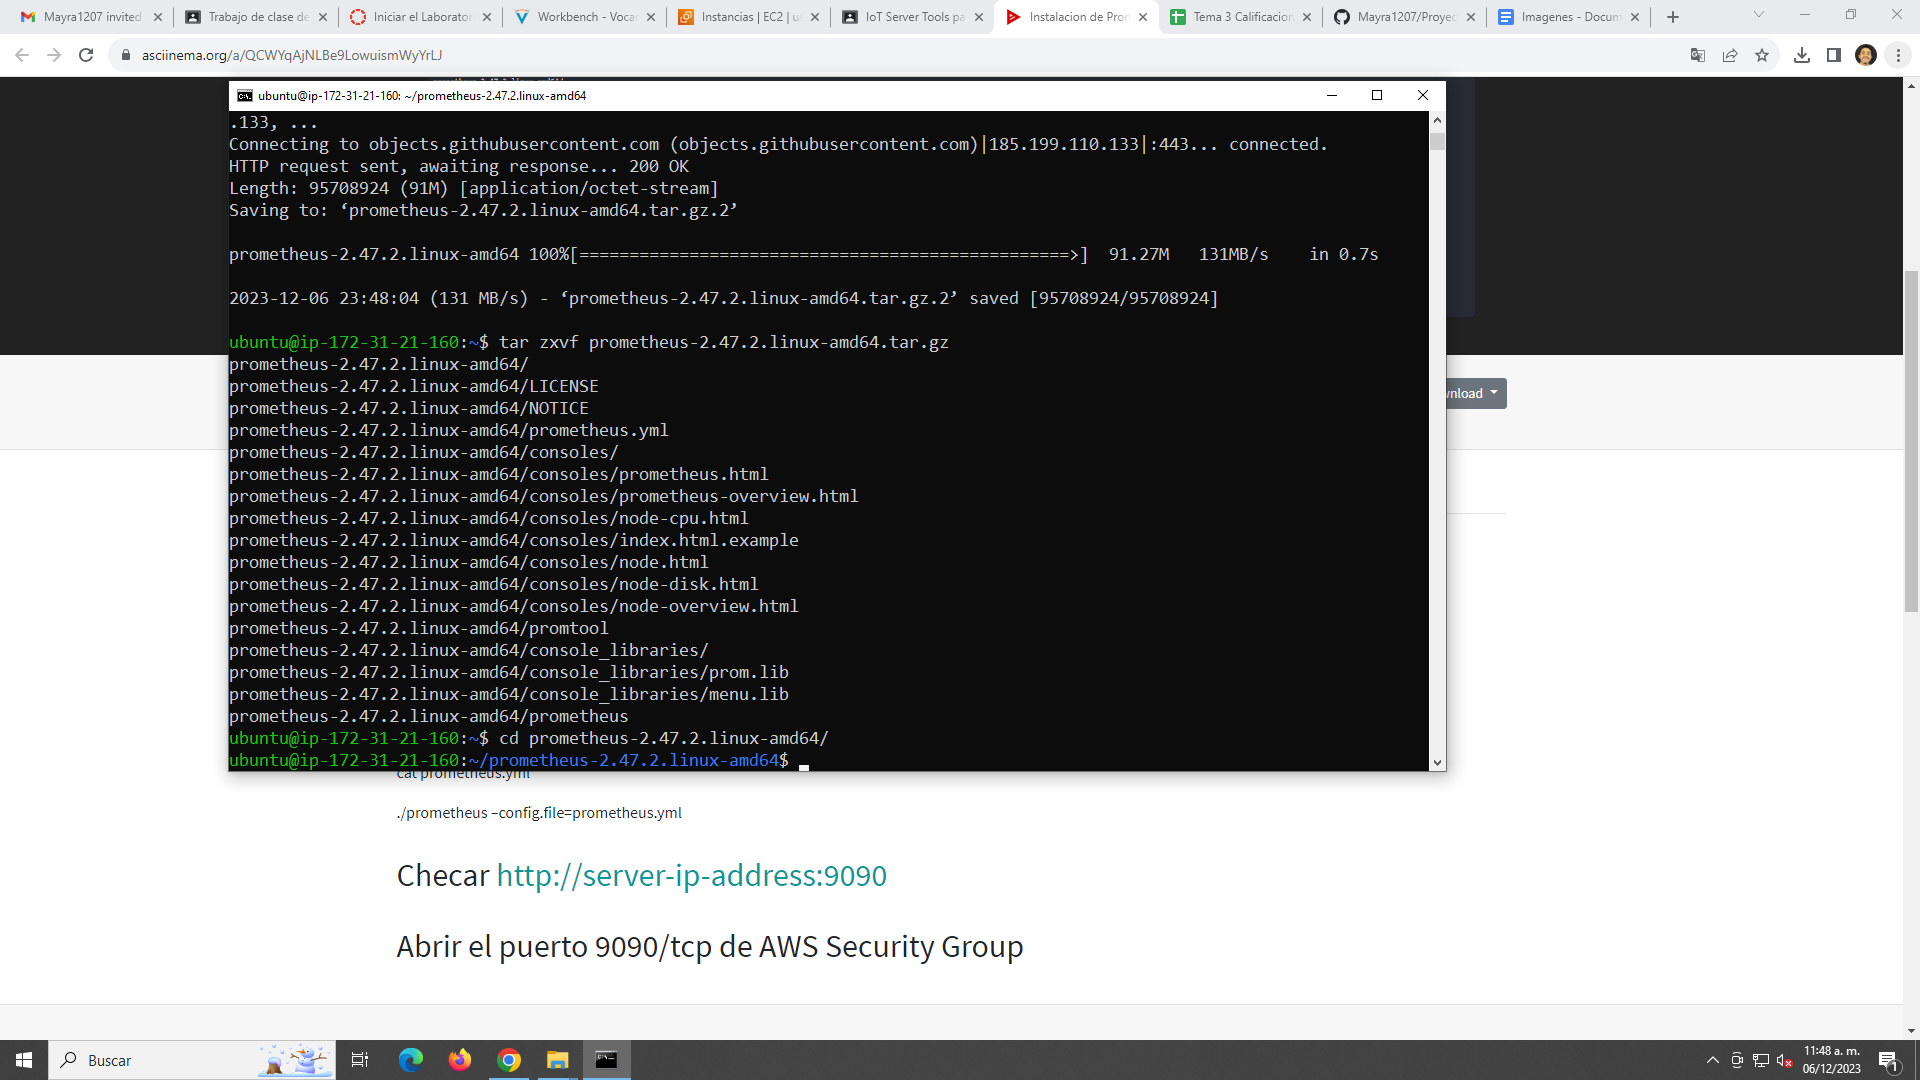 Mayra1207 invited
Trabajo de clase de
Iniciar el Laborator
Workbench - Vocar
Instancias | EC2 | us
IoT Server Tools pa
Instalacion de Pror
Tema 3 Calificacion
Mayra1207/Proyec
Imagenes - Docum
asciinema.org/a/QCWYqAjNLBe9LowuismWyYrLJ
ubuntu@ip-172-31-21-160: ~/prometheus-2.47.2.linux-amd64
.133, ...
Connecting to objects.githubusercontent.com (objects.githubusercontent.com)|185.199.110.133|:443... connected.
HTTP request sent, awaiting response... 200 OK
Length: 95708924 (91M) [application/octet-stream]
Saving to: ‘prometheus-2.47.2.linux-amd64.tar.gz.2’
prometheus-2.47.2.linux-amd64 100%[=================================================>]  91.27M   131MB/s    in 0.7s
2023-12-06 23:48:04 (131 MB/s) - ‘prometheus-2.47.2.linux-amd64.tar.gz.2’ saved [95708924/95708924]
ubuntu@ip-172-31-21-160:~$ tar zxvf prometheus-2.47.2.linux-amd64.tar.gz
prometheus-2.47.2.linux-amd64/
prometheus-2.47.2.linux-amd64/LICENSE
prometheus-2.47.2.linux-amd64/NOTICE
prometheus-2.47.2.linux-amd64/prometheus.yml
prometheus-2.47.2.linux-amd64/consoles/
prometheus-2.47.2.linux-amd64/consoles/prometheus.html
prometheus-2.47.2.linux-amd64/consoles/prometheus-overview.html
prometheus-2.47.2.linux-amd64/consoles/node-cpu.html
prometheus-2.47.2.linux-amd64/consoles/index.html.example
prometheus-2.47.2.linux-amd64/consoles/node.html
prometheus-2.47.2.linux-amd64/consoles/node-disk.html
prometheus-2.47.2.linux-amd64/consoles/node-overview.html
prometheus-2.47.2.linux-amd64/promtool
prometheus-2.47.2.linux-amd64/console_libraries/
prometheus-2.47.2.linux-amd64/console_libraries/prom.lib
prometheus-2.47.2.linux-amd64/console_libraries/menu.lib
prometheus-2.47.2.linux-amd64/prometheus
ubuntu@ip-172-31-21-160:~$ cd prometheus-2.47.2.linux-amd64/
ubuntu@ip-172-31-21-160:~/prometheus-2.47.2.linux-amd64$
wnload
cat prometheus.yml
./prometheus –config.file=prometheus.yml
Checar http://server-ip-address:9090
Abrir el puerto 9090/tcp de AWS Security Group
Buscar
11:48 a. m.
06/12/2023
1